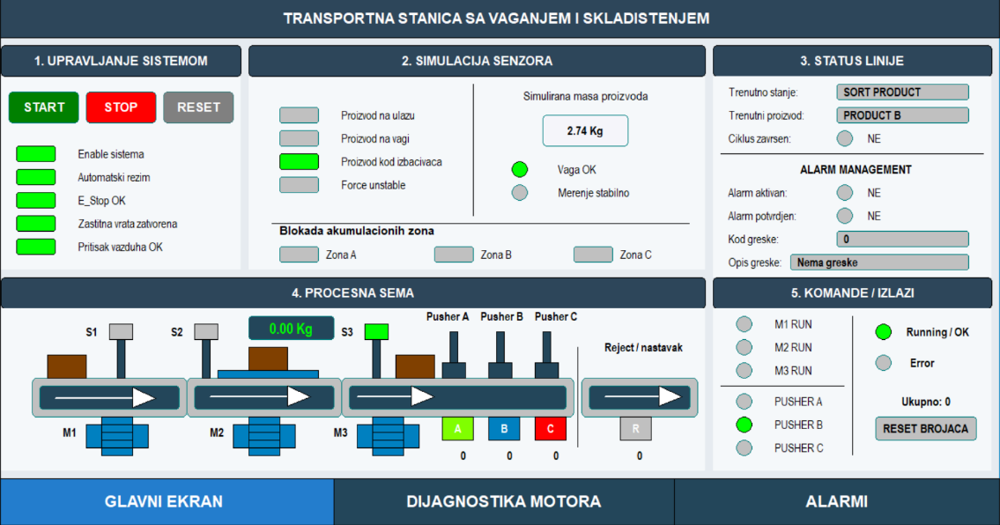 TRANSPORTNA STANICA SA VAGANJEM I SKLADISTENJEM
1. UPRAVLJANJE SISTEMOM
START
STOP
RESET
Enable sistema
Automatski rezim
E_Stop OK
Zastitna vrata zatvorena
Pritisak vazduha OK
2. SIMULACIJA SENZORA
Proizvod na ulazu
Proizvod na vagi
Proizvod kod izbacivaca
Force unstable
Simulirana masa proizvoda
2.74 Kg
Vaga OK
Merenje stabilno
Blokada akumulacionih zona
Zona A
Zona B
Zona C
3. STATUS LINIJE
Trenutno stanje: SORT PRODUCT
Trenutni proizvod: PRODUCT B
Ciklus zavrsen: NE
ALARM MANAGEMENT
Alarm aktivan: NE
Alarm potvrdjen: NE
Kod greske: 0
Opis greske: Nema greske
4. PROCESNA SEMA
Pusher A Pusher B Pusher C
S1
S2
0.00 Kg
S3
Reject / nastavak
M1
M2
M3
A
B
C
R
0
0
0
0
5. KOMANDE / IZLAZI
M1 RUN
M2 RUN
M3 RUN
PUSHER A
PUSHER B
PUSHER C
Running / OK
Error
Ukupno: 0
RESET BROJACA
GLAVNI EKRAN
DIJAGNOSTIKA MOTORA
ALARMI